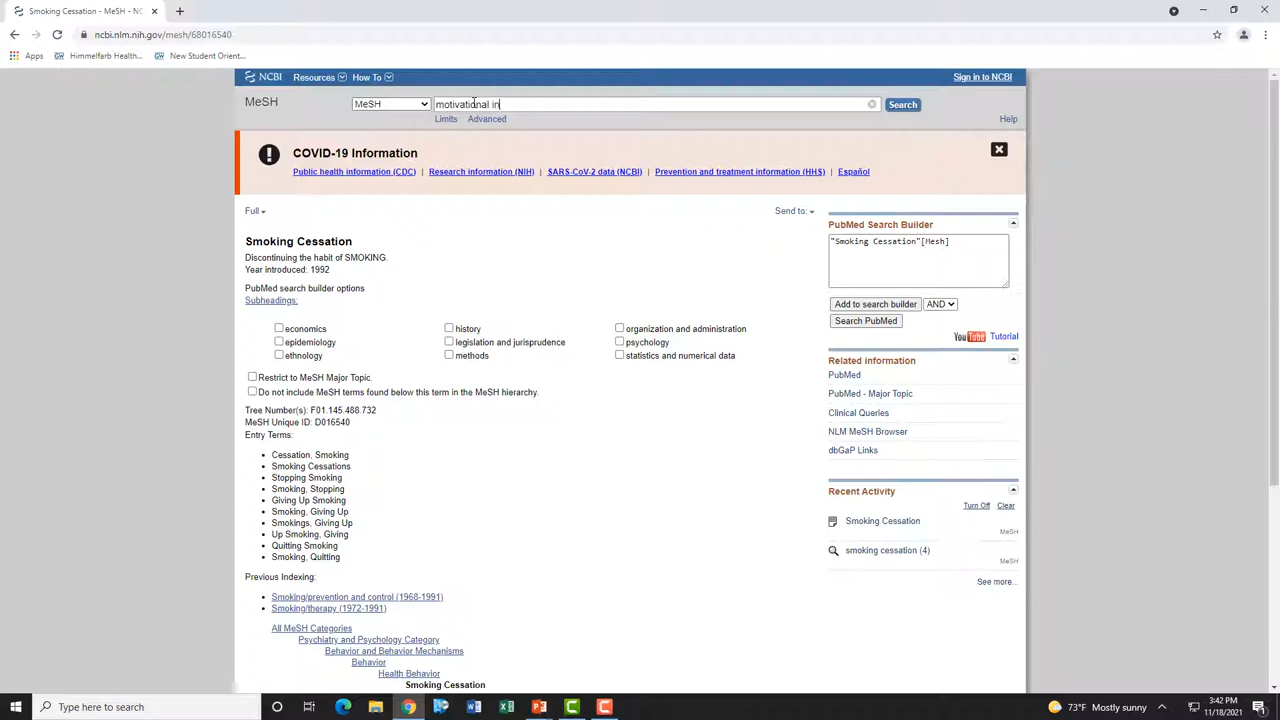 Smoking Cessation - MeSH - NC
ncbi.nlm.nih.gov/mesh/68016540
Apps Himmelfarb Health... New Student Orient...
NCBI Resources How To Sign in to NCBI
MeSH MeSH motivational in Search
Limits Advanced Help
COVID-19 Information
Public health information (CDC) | Research information (NIH) | SARS-CoV-2 data (NCBI) | Prevention and treatment information (HHS) | Español
Full Send to:
Smoking Cessation
Discontinuing the habit of SMOKING.
Year introduced: 1992
PubMed search builder options
Subheadings:
economics history organization and administration
epidemiology legislation and jurisprudence psychology
ethnology methods statistics and numerical data
Restrict to MeSH Major Topic.
Do not include MeSH terms found below this term in the MeSH hierarchy.
Tree Number(s): F01.145.488.732
MeSH Unique ID: D016540
Entry Terms:
Cessation, Smoking
Smoking Cessations
Stopping Smoking
Smoking, Stopping
Giving Up Smoking
Smoking, Giving Up
Smokings, Giving Up
Up Smoking, Giving
Quitting Smoking
Smoking, Quitting
Previous Indexing:
Smoking/prevention and control (1968-1991)
Smoking/therapy (1972-1991)
All MeSH Categories
Psychiatry and Psychology Category
Behavior and Behavior Mechanisms
Behavior
Health Behavior
Smoking Cessation
PubMed Search Builder
"Smoking Cessation"[Mesh]
Add to search builder AND
Search PubMed
YouTube Tutorial
Related information
PubMed
PubMed - Major Topic
Clinical Queries
NLM MeSH Browser
dbGaP Links
Recent Activity
Turn Off Clear
Smoking Cessation
MeSH
smoking cessation (4)
MeSH
See more...
Type here to search
73°F Mostly sunny
3:42 PM
11/18/2021